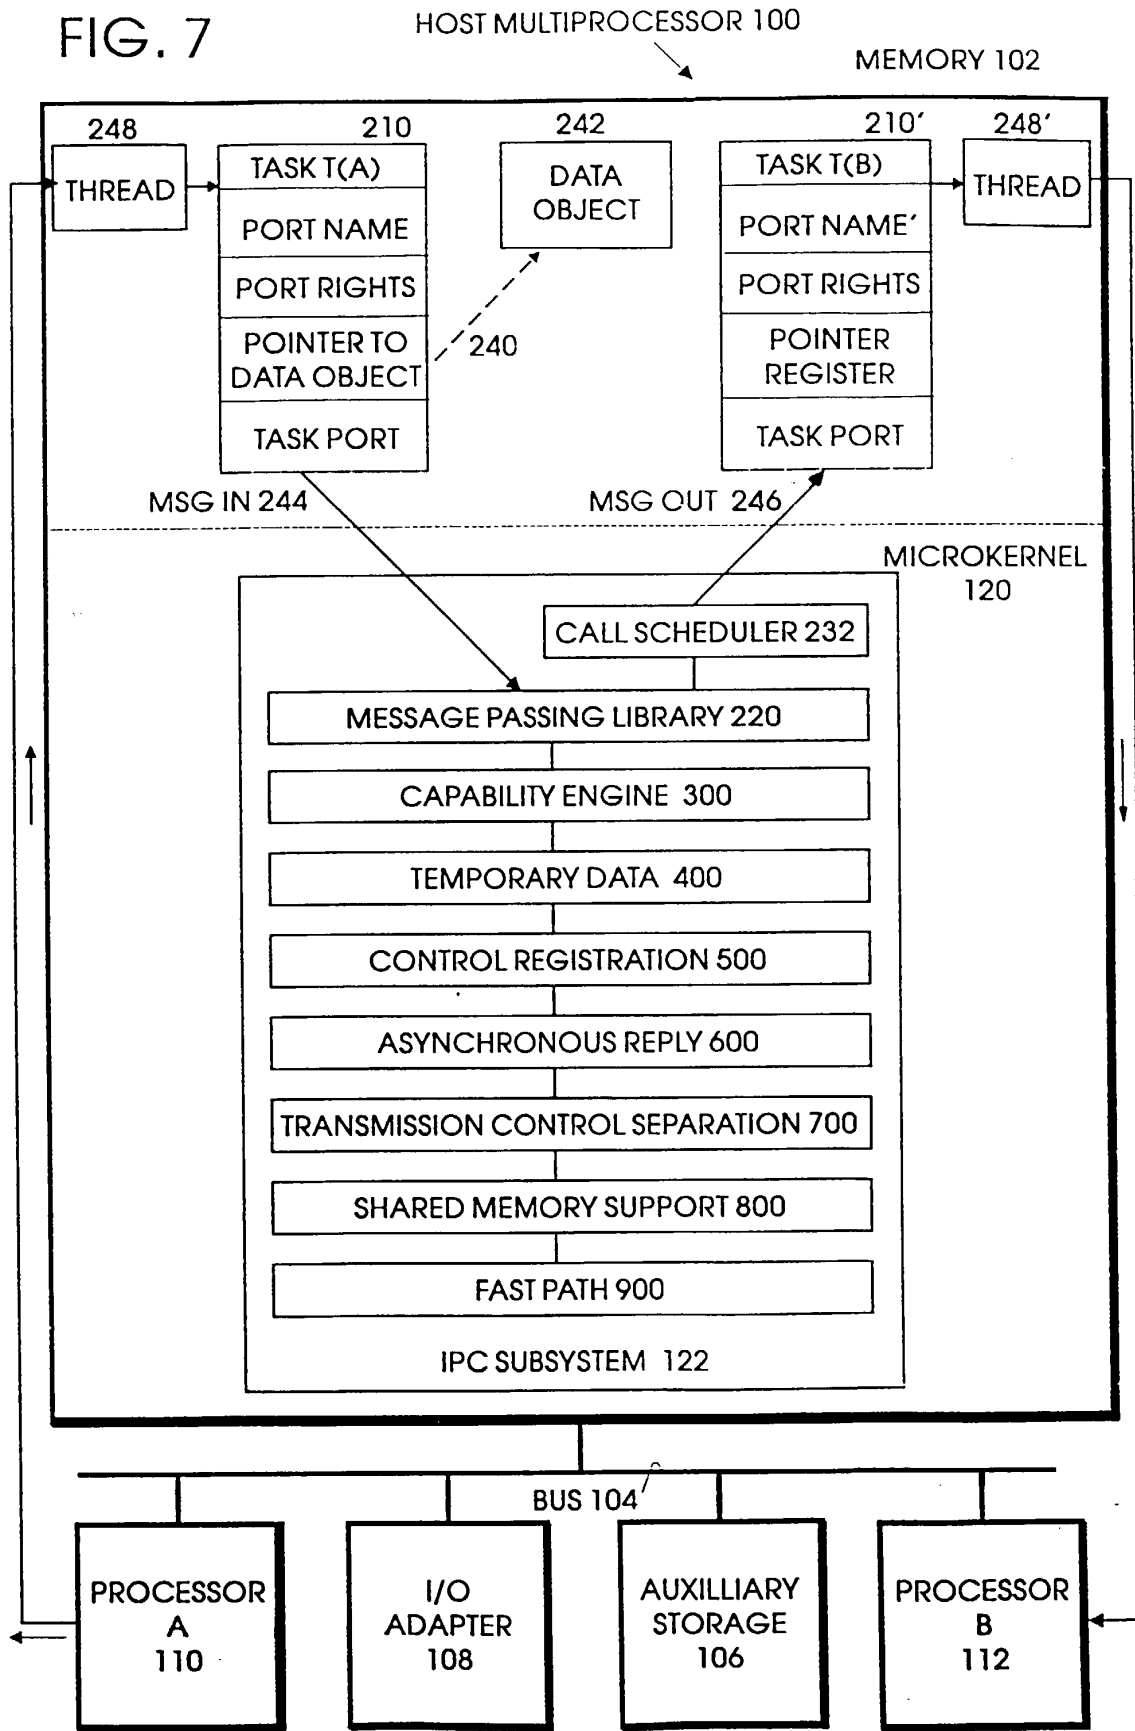 FIG. 7
HOST MULTIPROCESSOR 100
MEMORY 102
248
210
242
210′
248′
THREAD
TASK T(A)
PORT NAME
PORT RIGHTS
POINTER TO
DATA OBJECT
TASK PORT
DATA
OBJECT
240
TASK T(B)
PORT NAME′
PORT RIGHTS
POINTER
REGISTER
TASK PORT
THREAD
MSG IN 244
MSG OUT 246
MICROKERNEL
120
CALL SCHEDULER 232
MESSAGE PASSING LIBRARY 220
CAPABILITY ENGINE 300
TEMPORARY DATA 400
CONTROL REGISTRATION 500
ASYNCHRONOUS REPLY 600
TRANSMISSION CONTROL SEPARATION 700
SHARED MEMORY SUPPORT 800
FAST PATH 900
IPC SUBSYSTEM 122
BUS 104
PROCESSOR
A
110
I/O
ADAPTER
108
AUXILLIARY
STORAGE
106
PROCESSOR
B
112